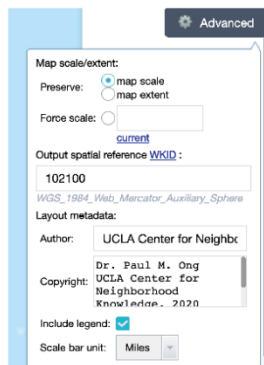 Advanced
Map scale/extent:
Preserve: map scale
map extent
Force scale:
current
Output spatial reference WKID :
102100
WGS_1984_Web_Mercator_Auxiliary_Sphere
Layout metadata:
Author: UCLA Center for Neighbo
Copyright: Dr. Paul M. Ong
UCLA Center for
Neighborhood
Knowledge, 2020
Include legend:
Scale bar unit: Miles